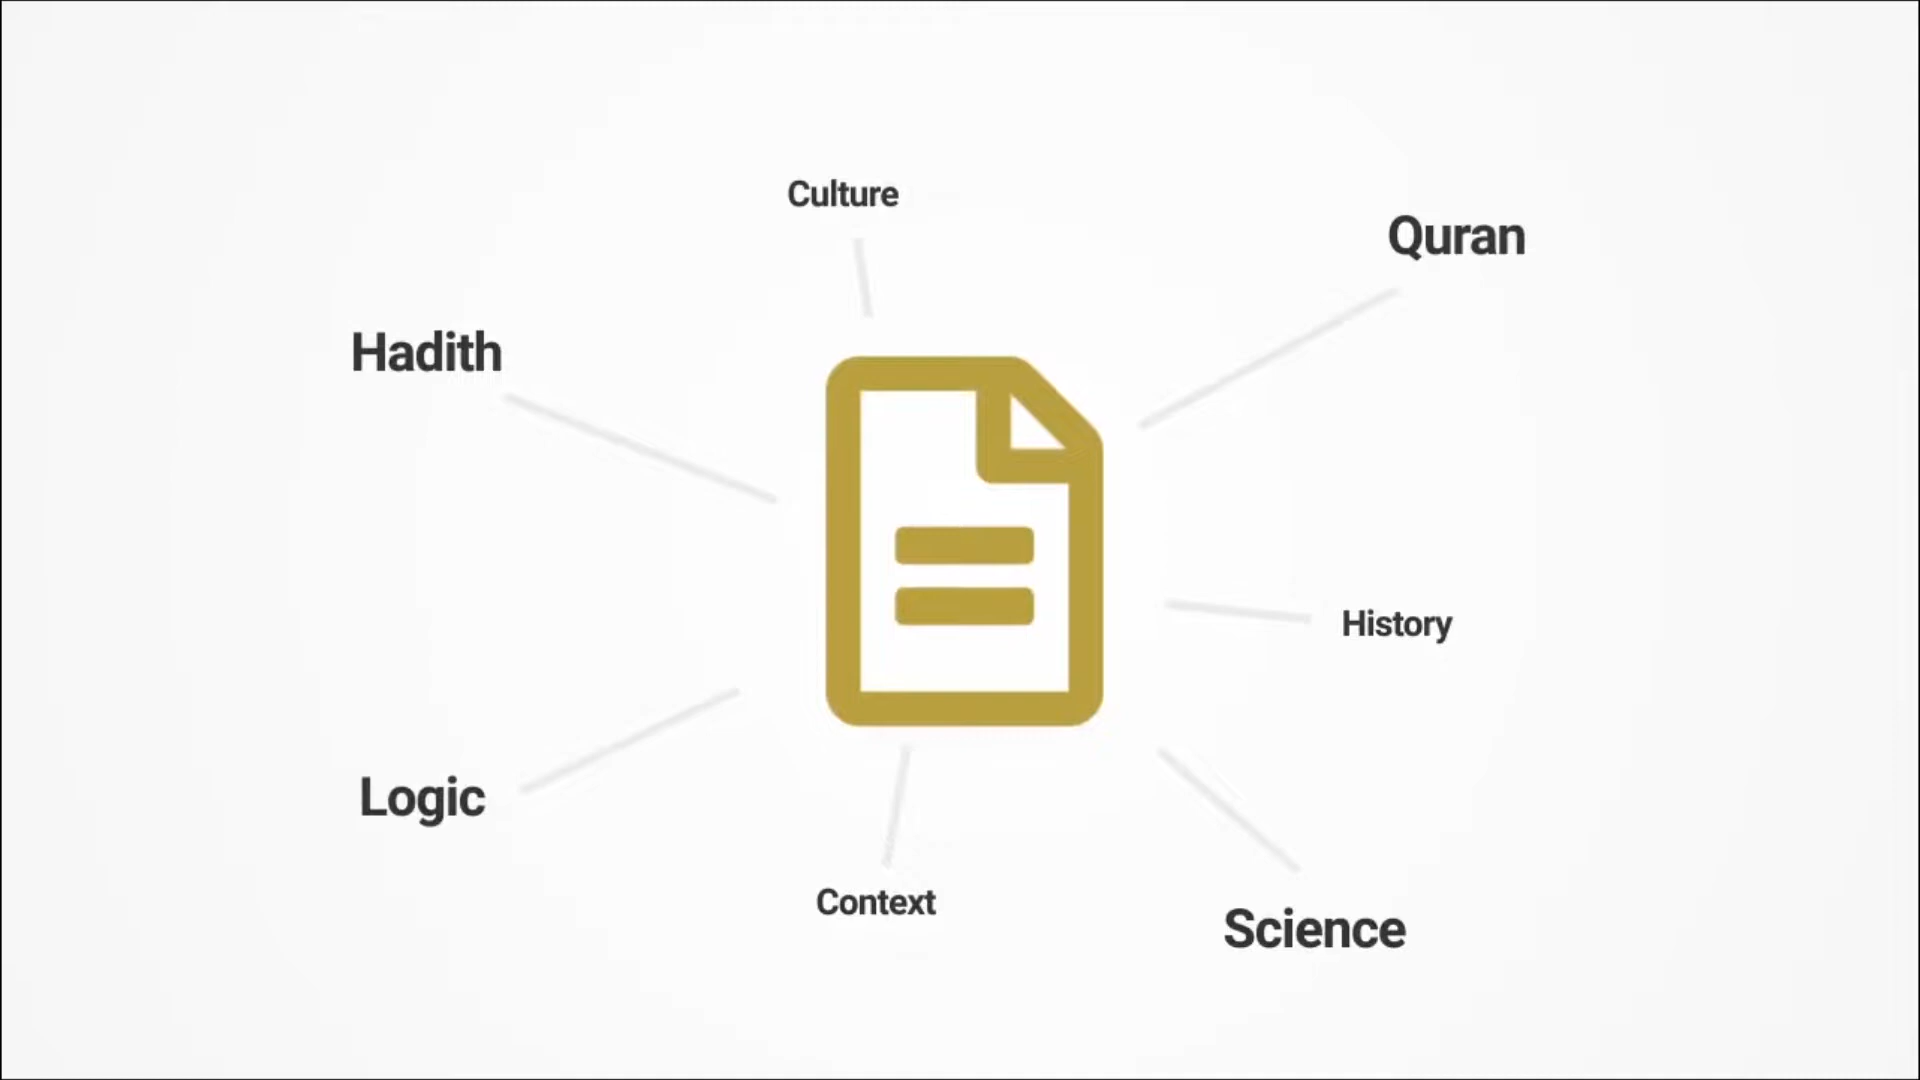 Culture
Quran
Hadith
History
Logic
Context
Science